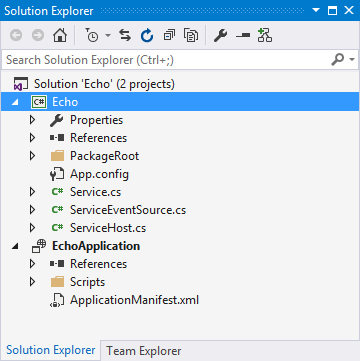 Solution Explorer
Search Solution Explorer (Ctrl+;)
Solution 'Echo' (2 projects)
C# Echo
Properties
References
PackageRoot
App.config
C# Service.cs
C# ServiceEventSource.cs
C# ServiceHost.cs
EchoApplication
References
Scripts
ApplicationManifest.xml
Solution Explorer Team Explorer